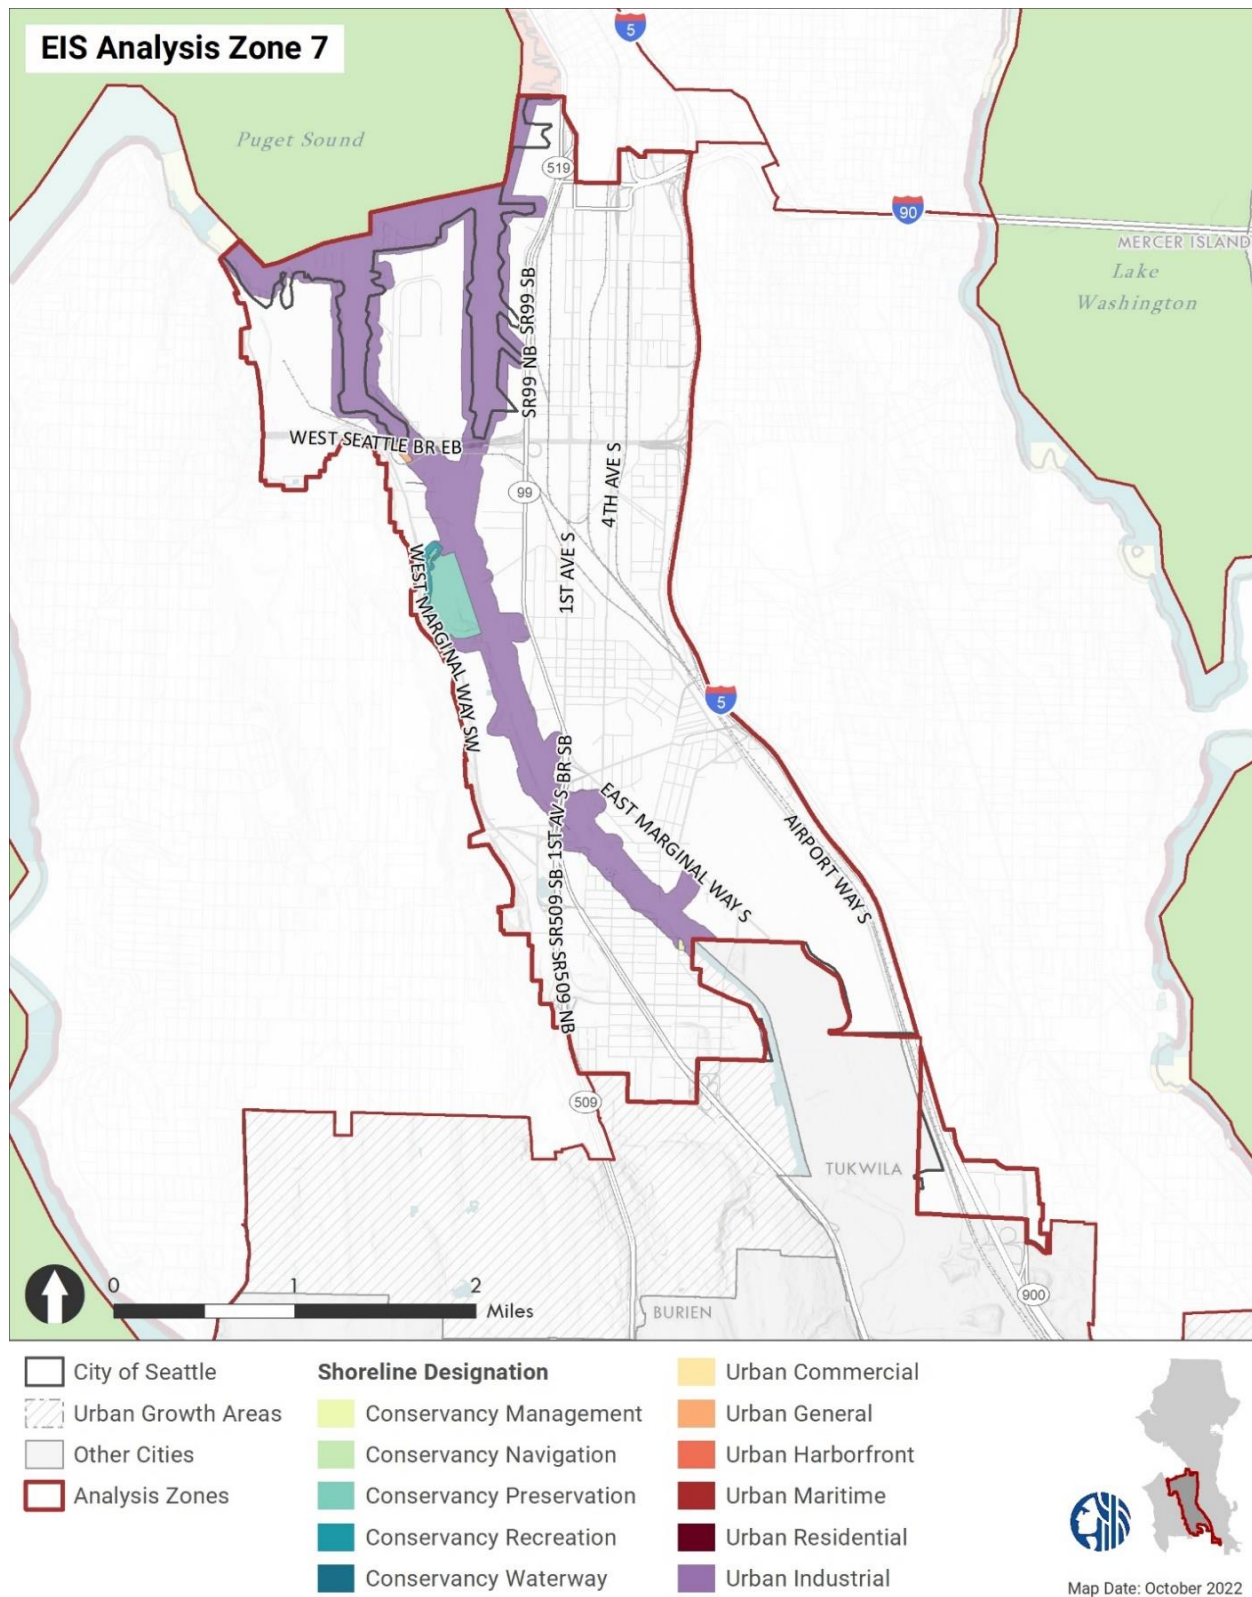 EIS Analysis Zone 7
5
Puget Sound
519
90
MERCER ISLAND
Lake
Washington
SR99 NB SR99 SB
WEST SEATTLE BR EB
99
4TH AVE S
1ST AVE S
WEST MARGINAL WAY SW
5
SR509 NB SR509 SB 1ST AV S BR SB
EAST MARGINAL WAY S
AIRPORT WAY S
509
TUKWILA
900
BURIEN
0 1 2
Miles
City of Seattle
Urban Growth Areas
Other Cities
Analysis Zones
Shoreline Designation
Conservancy Management
Conservancy Navigation
Conservancy Preservation
Conservancy Recreation
Conservancy Waterway
Urban Commercial
Urban General
Urban Harborfront
Urban Maritime
Urban Residential
Urban Industrial
Map Date: October 2022